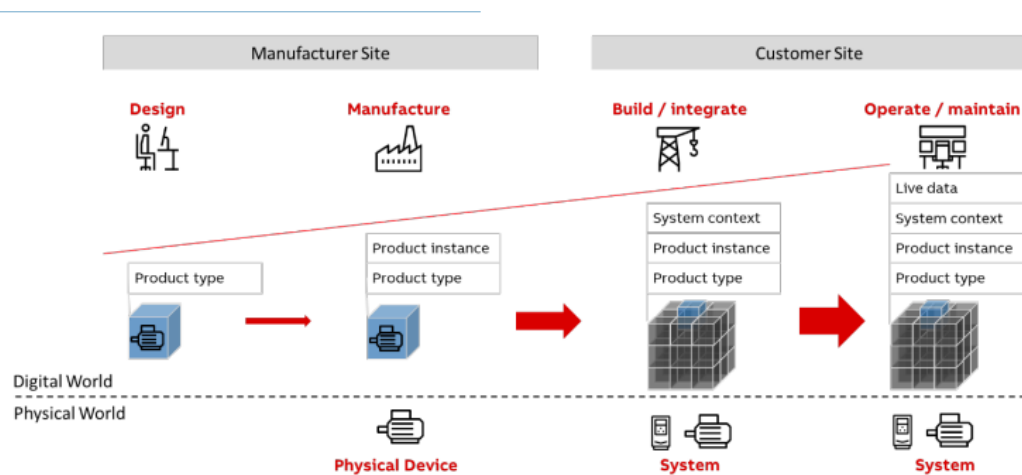 Manufacturer Site
Customer Site
Design
Manufacture
Build / integrate
Operate / maintain
Live data
System context
System context
Product instance
Product instance
Product instance
Product type
Product type
Product type
Product type
Digital World
Physical World
Physical Device
System
System